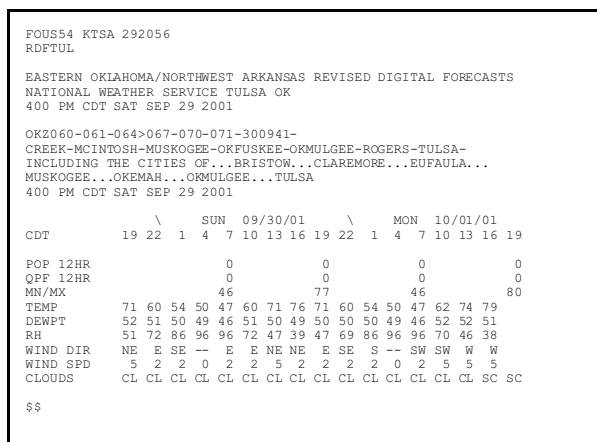 FOUS54 KTSA 292056
RDFTUL
EASTERN OKLAHOMA/NORTHWEST ARKANSAS REVISED DIGITAL FORECASTS
NATIONAL WEATHER SERVICE TULSA OK
400 PM CDT SAT SEP 29 2001
OKZ060-061-064>067-070-071-300941-
CREEK-MCINTOSH-MUSKOGEE-OKFUSKEE-OKMULGEE-ROGERS-TULSA-
INCLUDING THE CITIES OF...BRISTOW...CLAREMORE...EUFAULA...
MUSKOGEE...OKEMAH...OKMULGEE...TULSA
400 PM CDT SAT SEP 29 2001
\ SUN 09/30/01 \ MON 10/01/01
CDT 19 22 1 4 7 10 13 16 19 22 1 4 7 10 13 16 19
POP 12HR 0 0 0 0
QPF 12HR 0 0 0 0
MN/MX 46 77 46 80
TEMP 71 60 54 50 47 60 71 76 71 60 54 50 47 62 74 79
DEWPT 52 51 50 49 46 51 50 49 50 50 50 49 46 52 52 51
RH 51 72 86 96 96 72 47 39 47 69 86 96 96 70 46 38
WIND DIR NE E SE -- E E NE NE E SE S -- SW SW W W
WIND SPD 5 2 2 0 2 2 5 2 2 2 2 0 2 5 5 5
CLOUDS CL CL CL CL CL CL CL CL CL CL CL CL CL CL CL SC SC
$$